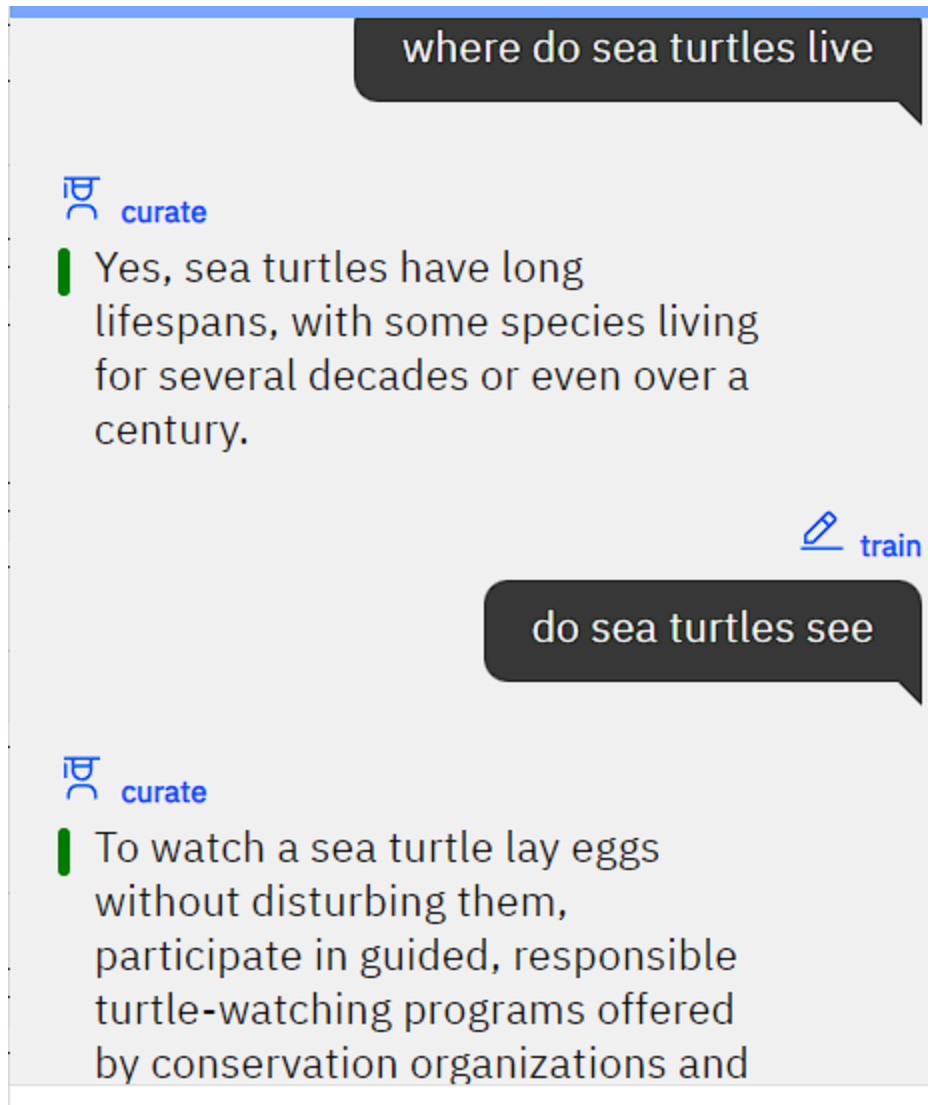 where do sea turtles live
curate
Yes, sea turtles have long
lifespans, with some species living
for several decades or even over a
century.
train
do sea turtles see
curate
To watch a sea turtle lay eggs
without disturbing them,
participate in guided, responsible
turtle-watching programs offered
by conservation organizations and